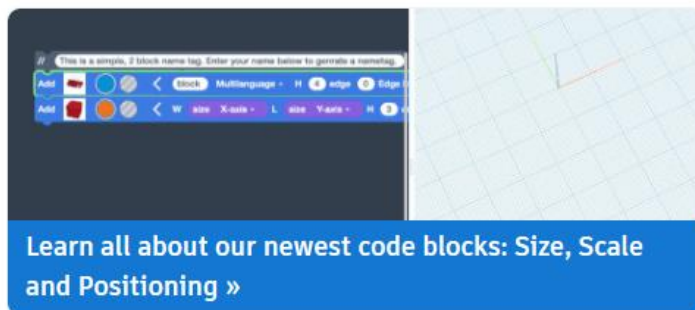 // This is a simple, 2 block name tag. Enter your name below to genrate a nametag.
Add block Multilanguage H 4 edge 0 Edge
Add W size X-axis L size Y-axis H 3
Learn all about our newest code blocks: Size, Scale
and Positioning »